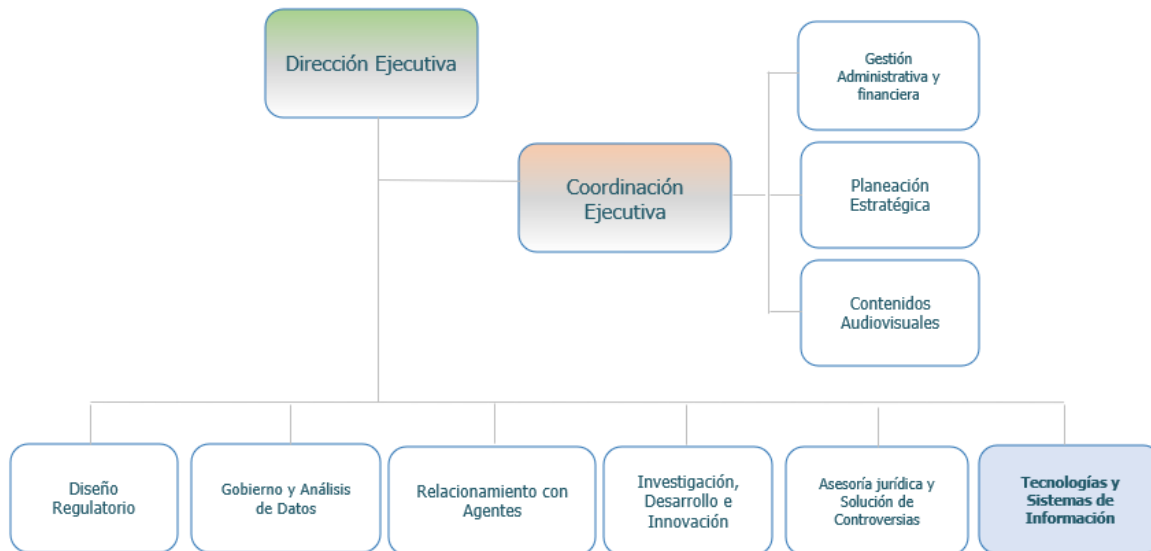 Dirección Ejecutiva
Gestión
Administrativa y
financiera
Coordinación
Ejecutiva
Planeación
Estratégica
Contenidos
Audiovisuales
Diseño
Regulatorio
Gobierno y Análisis
de Datos
Relacionamiento con
Agentes
Investigación,
Desarrollo e
Innovación
Asesoría jurídica y
Solución de
Controversias
Tecnologías y
Sistemas de
Información